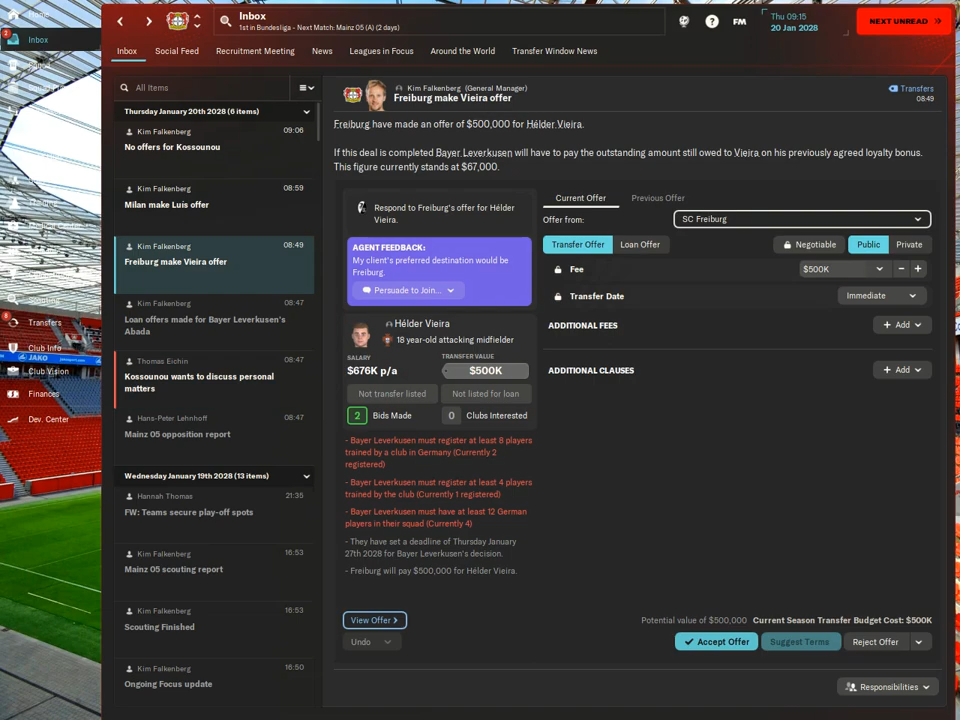 Inbox
1st in Bundesliga - Next Match: Mainz 05 (A) (2 days)
FM
Thu 09:15
20 Jan 2028
NEXT UNREAD
Inbox
Social Feed
Recruitment Meeting
News
Leagues in Focus
Around the World
Transfer Window News
Home
2
Inbox
Scouting
8
Transfers
Club Info
JAKO
Club Vision
Finances
Dev. Center
All Items
Thursday January 20th 2028 (6 items)
Kim Falkenberg
09:06
No offers for Kossounou
Kim Falkenberg
08:59
Milan make Luís offer
Kim Falkenberg
08:49
Freiburg make Vieira offer
Kim Falkenberg
08:47
Loan offers made for Bayer Leverkusen's
Abada
Thomas Eichin
08:47
Kossounou wants to discuss personal
matters
Hans-Peter Lehnhoff
08:47
Mainz 05 opposition report
Wednesday January 19th 2028 (13 items)
Hannah Thomas
21:35
FW: Teams secure play-off spots
Kim Falkenberg
16:53
Mainz 05 scouting report
Kim Falkenberg
16:53
Scouting Finished
Kim Falkenberg
16:50
Ongoing Focus update
Kim Falkenberg (General Manager)
Freiburg make Vieira offer
Transfers
08:49
Freiburg have made an offer of $500,000 for Hélder Vieira.
If this deal is completed Bayer Leverkusen will have to pay the outstanding amount still owed to Vieira on his previously agreed loyalty bonus.
This figure currently stands at $67,000.
Respond to Freiburg's offer for Hélder
Vieira.
AGENT FEEDBACK:
My client's preferred destination would be
Freiburg.
Persuade to Join...
Hélder Vieira
18 year-old attacking midfielder
SALARY
TRANSFER VALUE
$676K p/a
$500K
Not transfer listed
Not listed for loan
2
Bids Made
0
Clubs Interested
- Bayer Leverkusen must register at least 8 players
trained by a club in Germany (Currently 2
registered)
- Bayer Leverkusen must register at least 4 players
trained by the club (Currently 1 registered)
- Bayer Leverkusen must have at least 12 German
players in their squad (Currently 4)
- They have set a deadline of Thursday January
27th 2028 for Bayer Leverkusen's decision.
- Freiburg will pay $500,000 for Hélder Vieira.
Current Offer
Previous Offer
Offer from:
SC Freiburg
Transfer Offer
Loan Offer
Negotiable
Public
Private
Fee
$500K
Transfer Date
Immediate
ADDITIONAL FEES
Add
ADDITIONAL CLAUSES
Add
View Offer
Undo
Potential value of $500,000
Current Season Transfer Budget Cost: $500K
Accept Offer
Suggest Terms
Reject Offer
Responsibilities